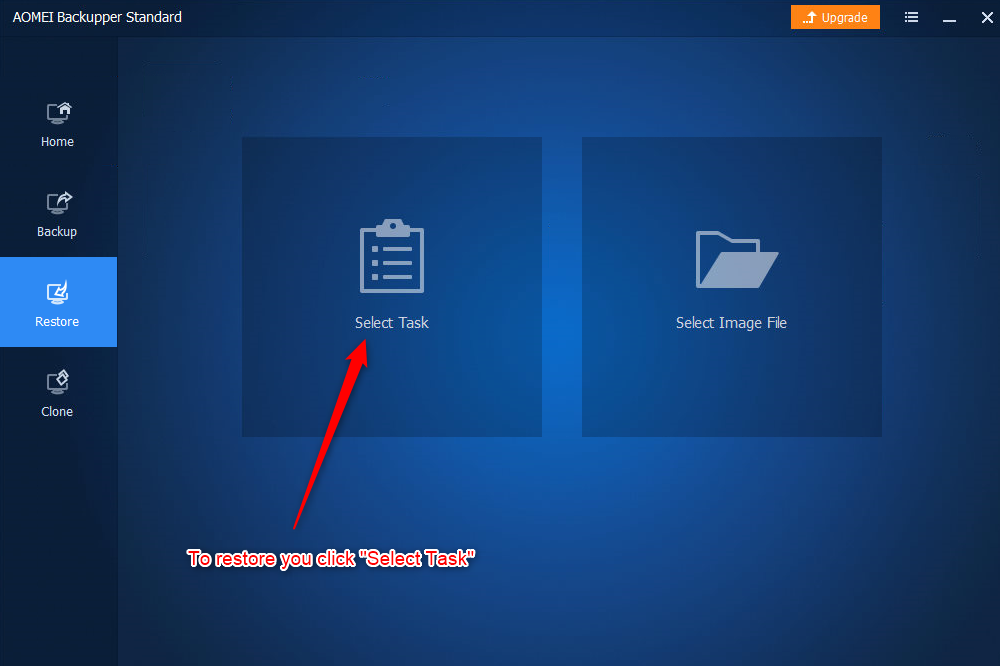 AOMEI Backupper Standard
Upgrade
Home
Backup
Restore
Clone
Select Task
Select Image File
To restore you click "Select Task"